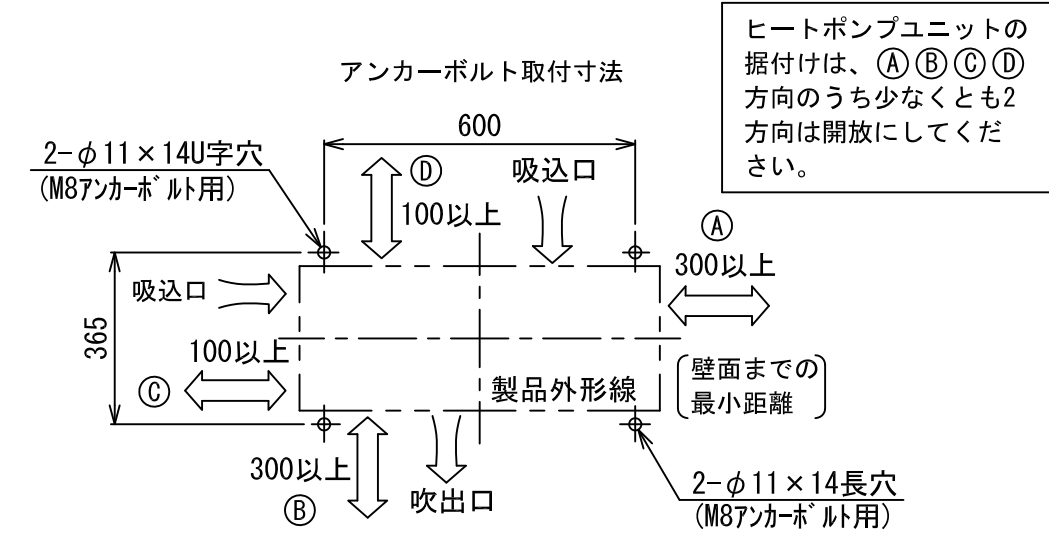 ヒートポンプユニットの
据付けは、ⒶⒷⒸⒹ
方向のうち少なくとも2
方向は開放にしてくだ
さい。
アンカーボルト取付寸法
600
2-φ11×14U字穴
(M8アンカーボルト用)
Ⓓ
100以上
吸込口
Ⓐ
300以上
吸込口
365
100以上
Ⓒ
製品外形線
壁面までの
最小距離
300以上
Ⓑ
吹出口
2-φ11×14長穴
(M8アンカーボルト用)